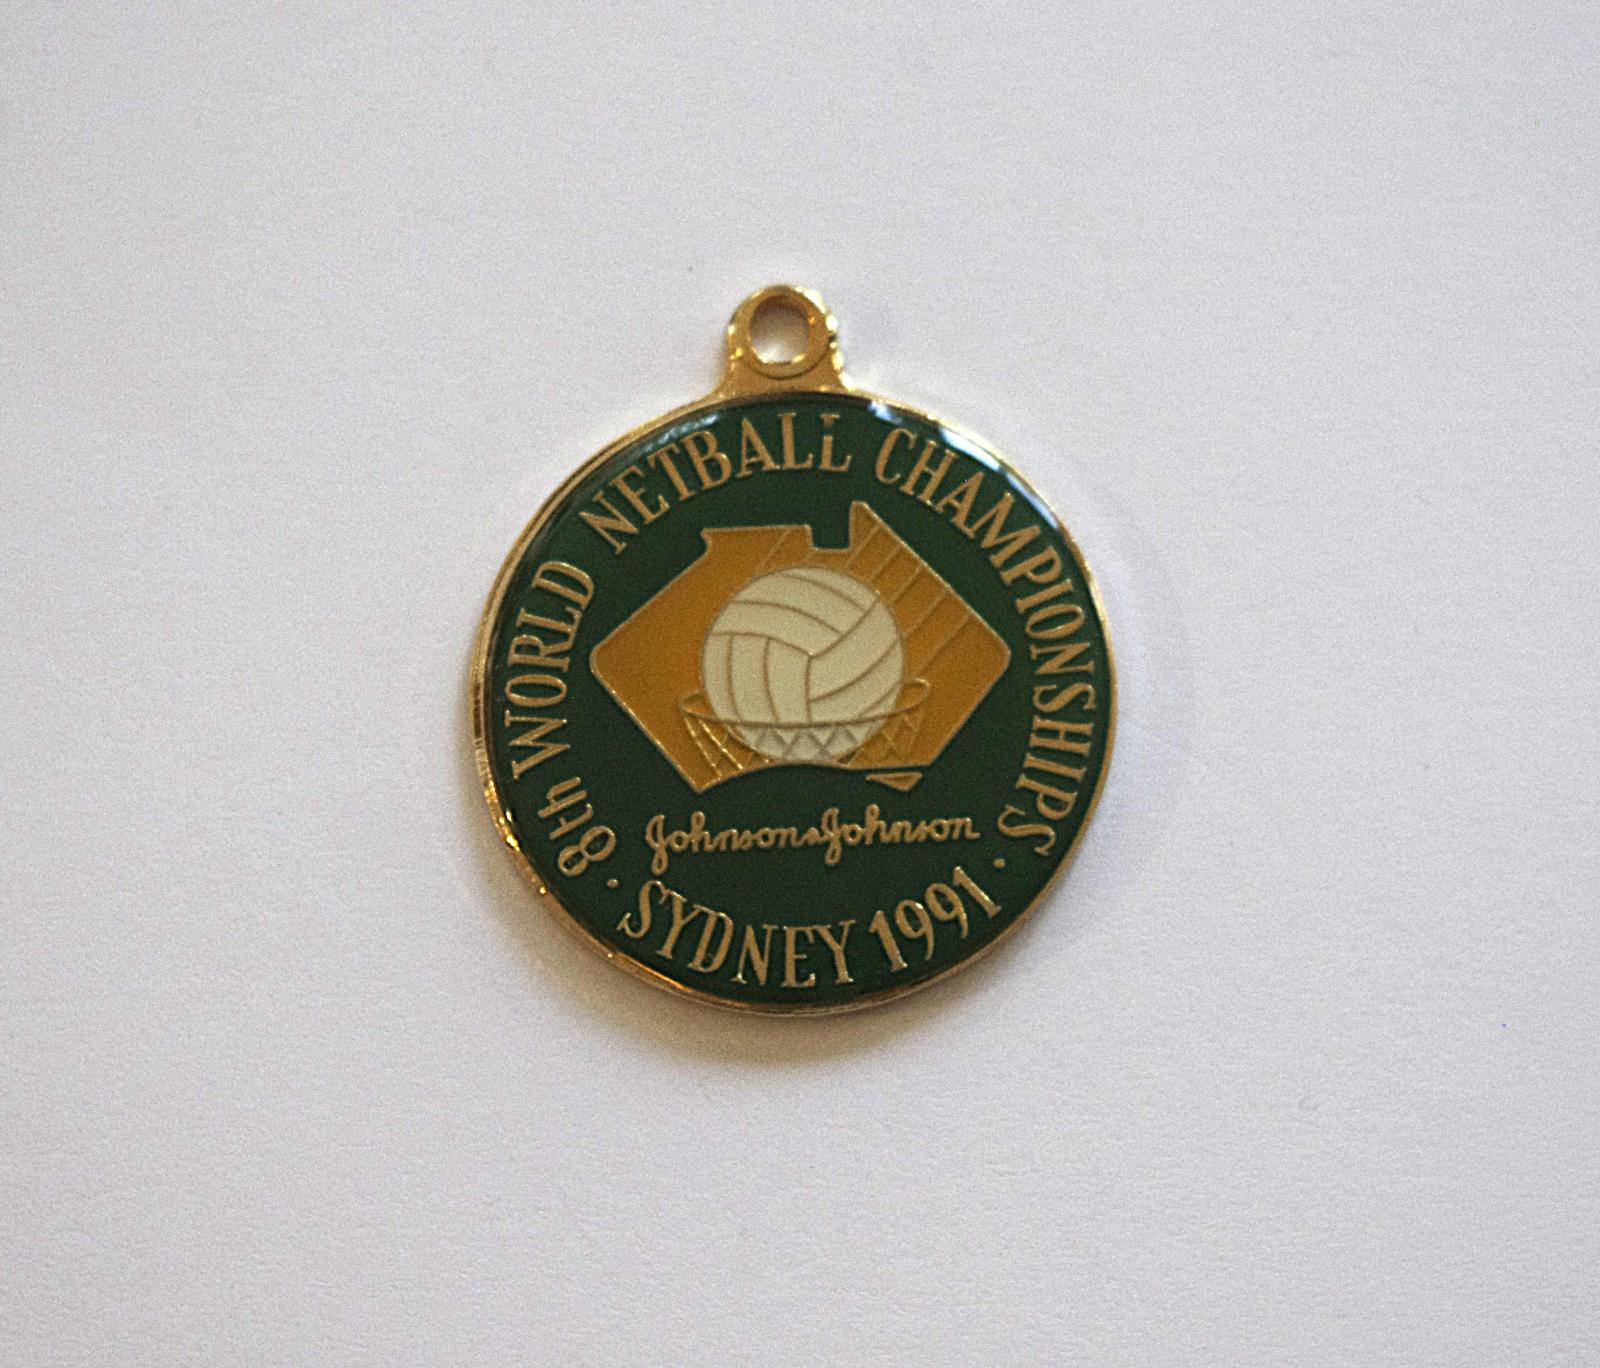 8th WORLD NETBALL CHAMPIONSHIPS
Johnson&Johnson
· SYDNEY 1991 ·